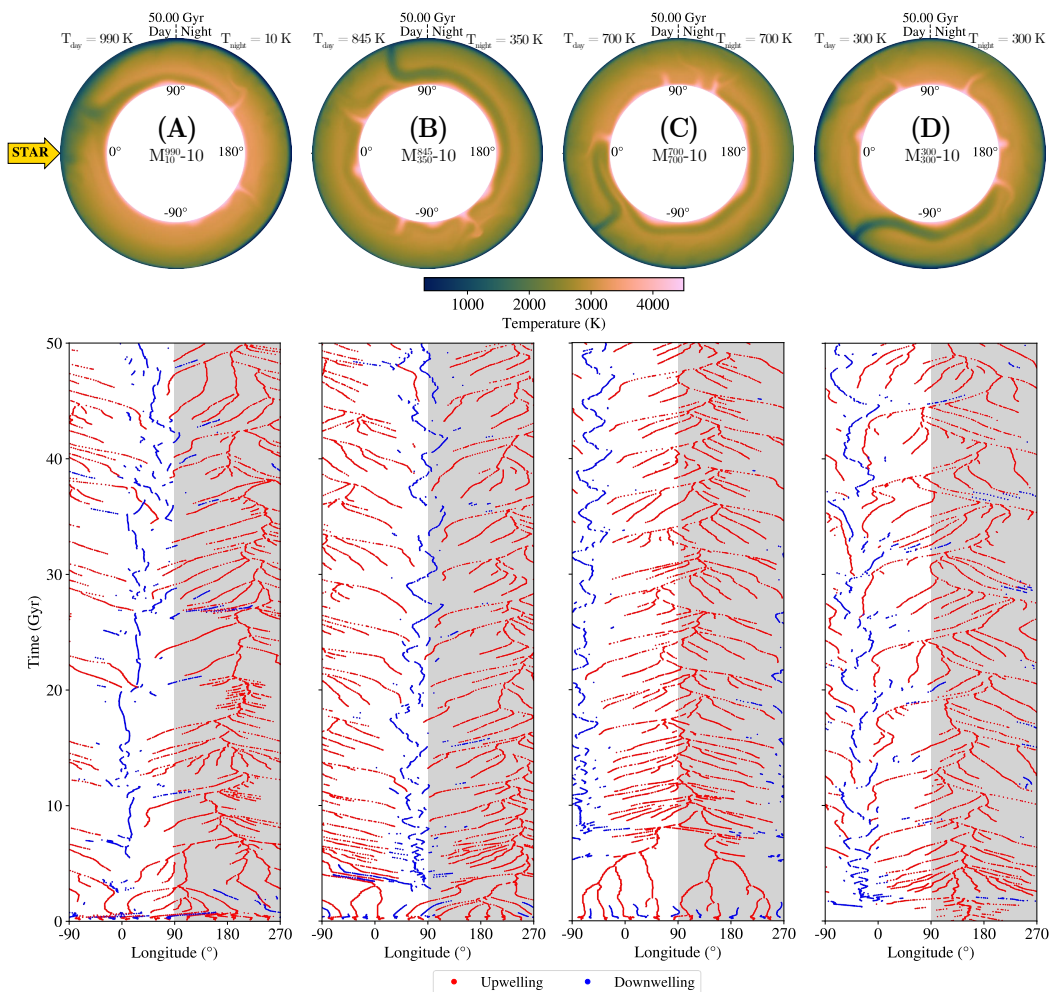 50.00 Gyr 50.00 Gyr 50.00 Gyr 50.00 Gyr
Day Night Day Night Day Night Day Night
T_day = 990 K T_night = 10 K T_day = 845 K T_night = 350 K T_day = 700 K T_night = 700 K T_day = 300 K T_night = 300 K
90° 90° 90° 90°
(A) (B) (C) (D)
STAR 0° M^990_10-10 180° 0° M^845_350-10 180° 0° M^700_700-10 180° 0° M^300_300-10 180°
-90° -90° -90° -90°
1000 2000 3000 4000
Temperature (K)
50
40
30
20
10
0
Time (Gyr)
-90 0 90 180 270 -90 0 90 180 270 -90 0 90 180 270 -90 0 90 180 270
Longitude (°) Longitude (°) Longitude (°) Longitude (°)
Upwelling Downwelling